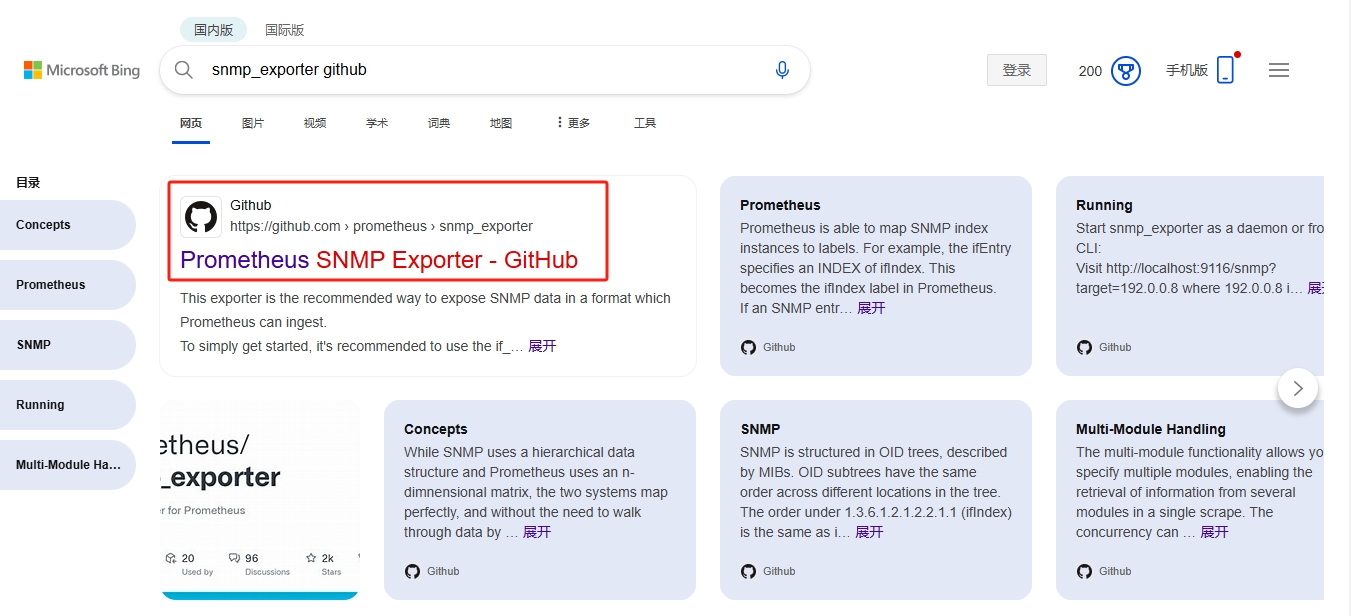 国内版 国际版
Microsoft Bing
snmp_exporter github
登录
200
手机版
网页 图片 视频 学术 词典 地图 更多 工具
目录
Concepts
Prometheus
SNMP
Running
Multi-Module Ha...
Github
https://github.com › prometheus › snmp_exporter
Prometheus SNMP Exporter - GitHub
This exporter is the recommended way to expose SNMP data in a format which
Prometheus can ingest.
To simply get started, it's recommended to use the if_... 展开
Prometheus
Prometheus is able to map SNMP index
instances to labels. For example, the ifEntry
specifies an INDEX of ifIndex. This
becomes the ifIndex label in Prometheus.
If an SNMP entr... 展开
Github
Running
Start snmp_exporter as a daemon or fro
CLI:
Visit http://localhost:9116/snmp?
target=192.0.0.8 where 192.0.0.8 i... 展开
Github
etheus/
_exporter
er for Prometheus
20
Used by
96
Discussions
2k
Stars
Concepts
While SNMP uses a hierarchical data
structure and Prometheus uses an n-
dimnensional matrix, the two systems map
perfectly, and without the need to walk
through data by ... 展开
Github
SNMP
SNMP is structured in OID trees, described
by MIBs. OID subtrees have the same
order across different locations in the tree.
The order under 1.3.6.1.2.1.2.2.1.1 (ifIndex)
is the same as i... 展开
Github
Multi-Module Handling
The multi-module functionality allows yo
specify multiple modules, enabling the
retrieval of information from several
modules in a single scrape. The
concurrency can ... 展开
Github